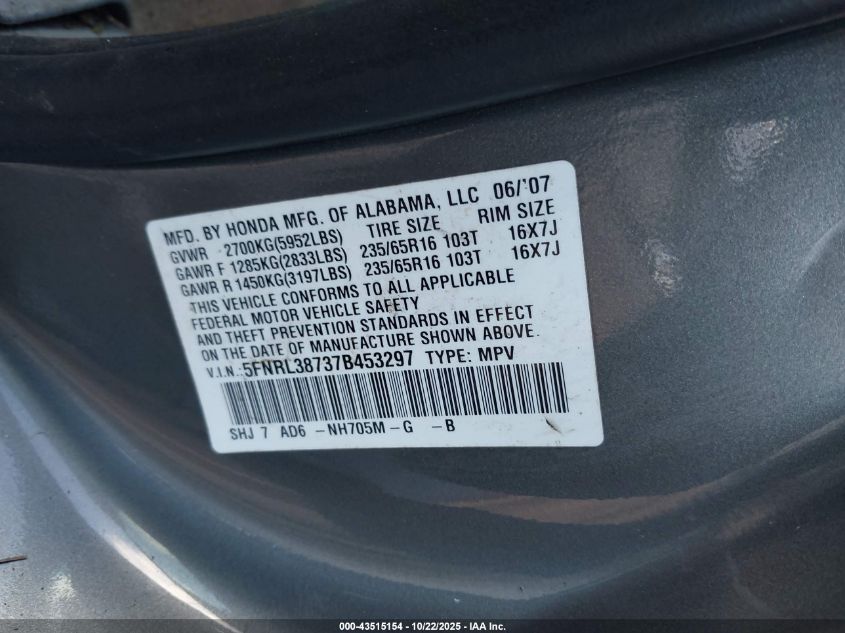 MFD. BY HONDA MFG. OF ALABAMA, LLC 06/'07
GVWR 2700KG(5952LBS) TIRE SIZE RIM SIZE
GAWR F 1285KG(2833LBS) 235/65R16 103T 16X7J
GAWR R 1450KG(3197LBS) 235/65R16 103T 16X7J
THIS VEHICLE CONFORMS TO ALL APPLICABLE
FEDERAL MOTOR VEHICLE SAFETY
AND THEFT PREVENTION STANDARDS IN EFFECT
ON THE DATE OF MANUFACTURE SHOWN ABOVE.
V.I.N.: 5FNRL38737B453297 TYPE: MPV
SHJ 7 AD6 -NH705M-G -B
000-43515154 | 10/22/2025 | IAA Inc.